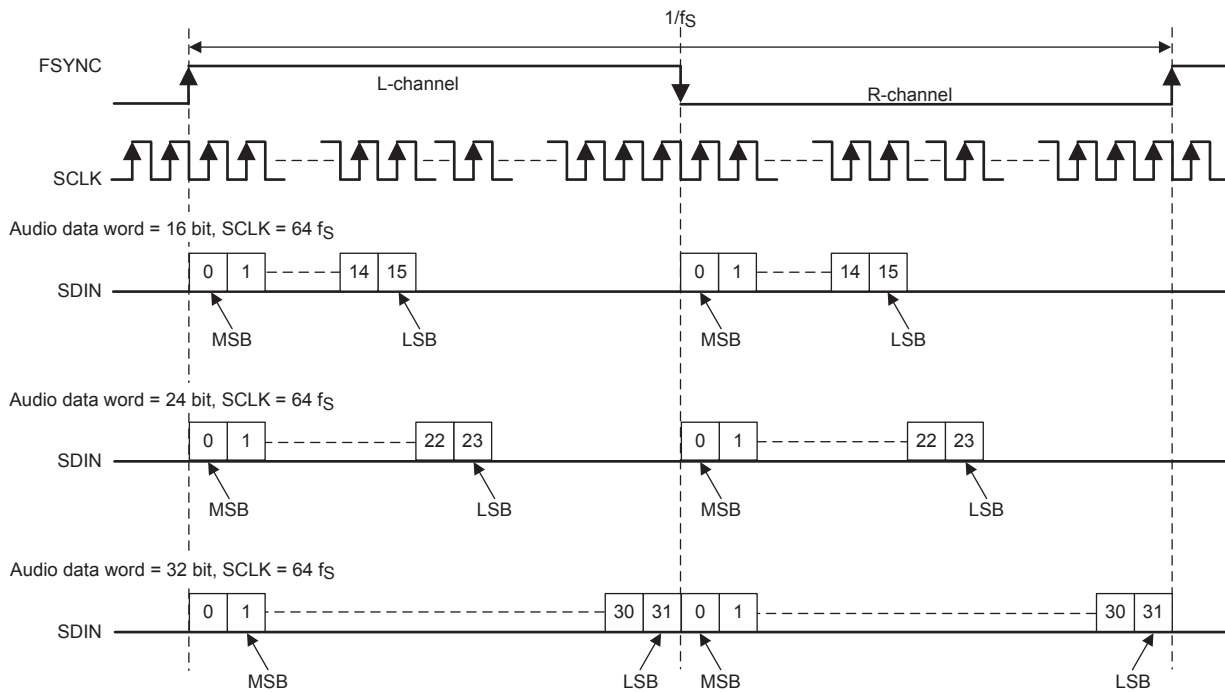 1/fS
FSYNC
L-channel
R-channel
SCLK
Audio data word = 16 bit, SCLK = 64 fS
0 1 14 15 0 1 14 15
SDIN
MSB LSB MSB LSB
Audio data word = 24 bit, SCLK = 64 fS
0 1 22 23 0 1 22 23
SDIN
MSB LSB MSB LSB
Audio data word = 32 bit, SCLK = 64 fS
0 1 30 31 0 1 30 31
SDIN
MSB LSB MSB LSB